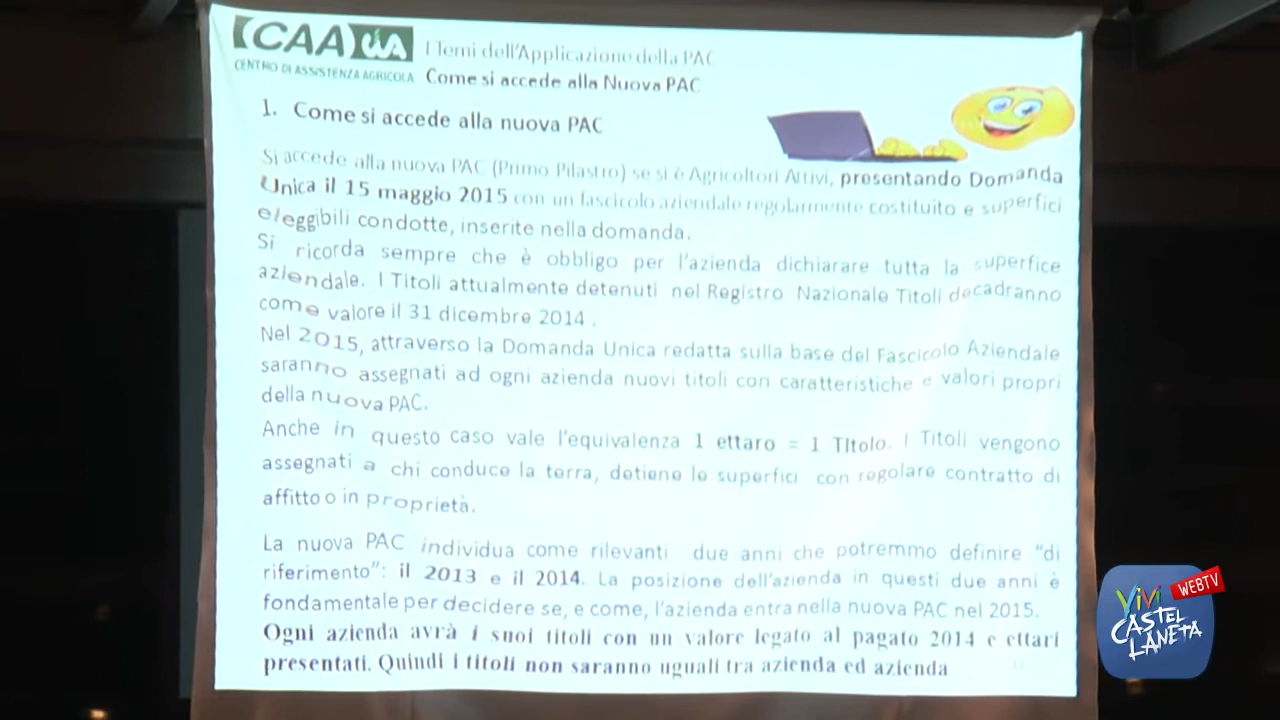 (CAA) CIA
CENTRO DI ASSISTENZA AGRICOLA
I Temi dell'Applicazione della PAC
Come si accede alla Nuova PAC
1. Come si accede alla nuova PAC
Si accede alla nuova PAC (Primo Pilastro) se si è Agricoltori Attivi, presentando Domanda
Unica il 15 maggio 2015 con un fascicolo aziendale regolarmente costituito e superfici
eleggibili condotte, inserite nella domanda.
Si ricorda sempre che è obbligo per l'azienda dichiarare tutta la superfice
aziendale. I Titoli attualmente detenuti nel Registro Nazionale Titoli decadranno
come valore il 31 dicembre 2014 .
Nel 2015, attraverso la Domanda Unica redatta sulla base del Fascicolo Aziendale
saranno assegnati ad ogni azienda nuovi titoli con caratteristiche e valori propri
della nuova PAC.
Anche in questo caso vale l'equivalenza 1 ettaro = 1 TItolo. I Titoli vengono
assegnati a chi conduce la terra, detiene le superfici con regolare contratto di
affitto o in proprietà.
La nuova PAC individua come rilevanti due anni che potremmo definire “di
riferimento”: il 2013 e il 2014. La posizione dell'azienda in questi due anni è
fondamentale per decidere se, e come, l'azienda entra nella nuova PAC nel 2015.
Ogni azienda avrà i suoi titoli con un valore legato al pagato 2014 e ettari
presentati. Quindi i titoli non saranno uguali tra azienda ed azienda
ViVi WEBTV
CASTEL
LANETA